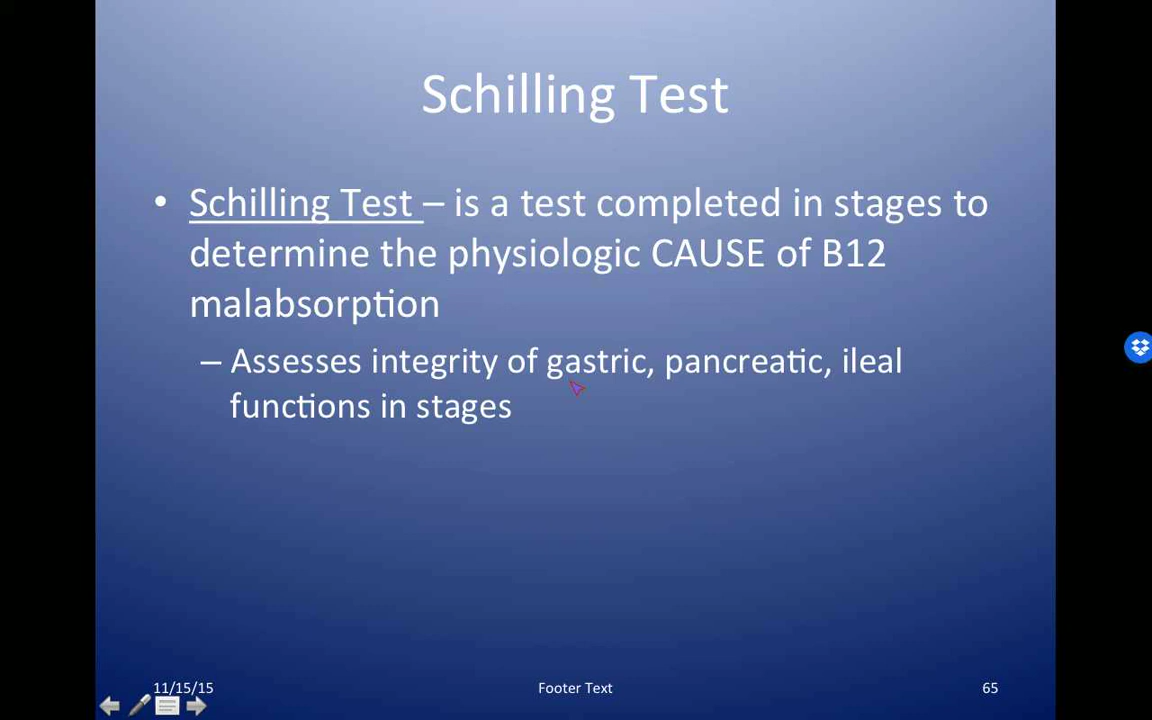 Schilling Test
• Schilling Test – is a test completed in stages to
determine the physiologic CAUSE of B12
malabsorption
– Assesses integrity of gastric, pancreatic, ileal
functions in stages
11/15/15
Footer Text
65